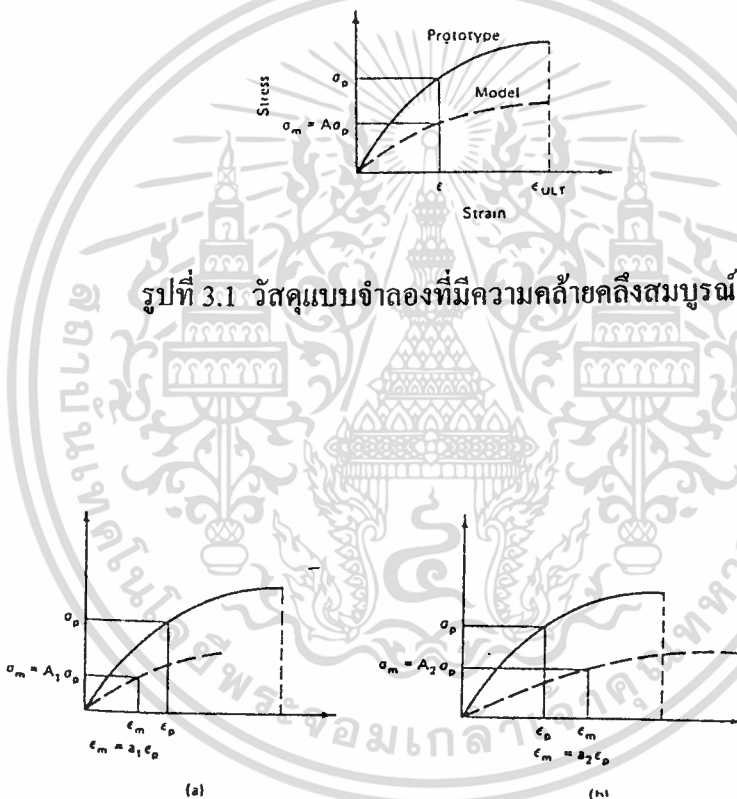 Prototype
σp
Stress
Model
σm = Aσp
ϵ
ϵULT
Strain
รูปที่ 3.1 วัสดุแบบจำลองที่มีความคล้ายคลึงสมบูรณ์
σp
σp
σm = A1σp
σm = A2σp
ϵm
ϵp
ϵp
ϵm
ϵm = a1ϵp
ϵm = a2ϵp
(a)
(b)